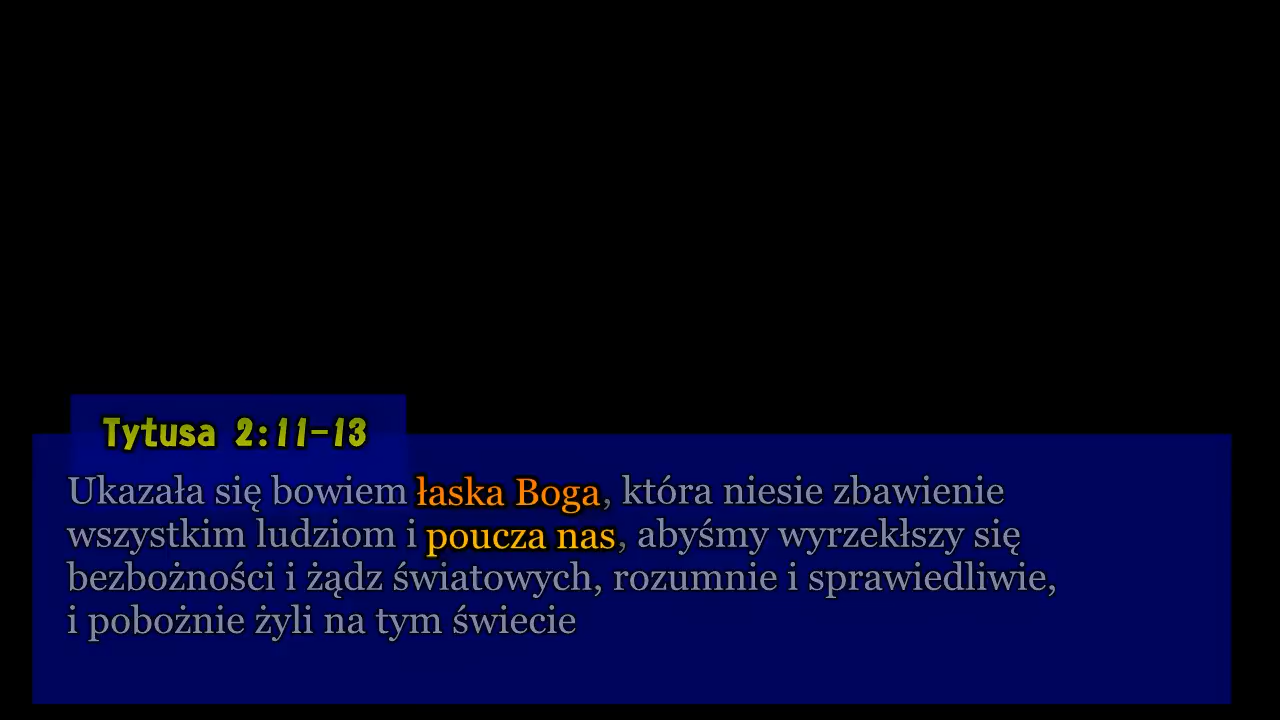 Tytusa 2:11-13
Ukazała się bowiem łaska Boga, która niesie zbawienie
wszystkim ludziom i poucza nas, abyśmy wyrzekłszy się
bezbożności i żądz światowych, rozumnie i sprawiedliwie,
i pobożnie żyli na tym świecie